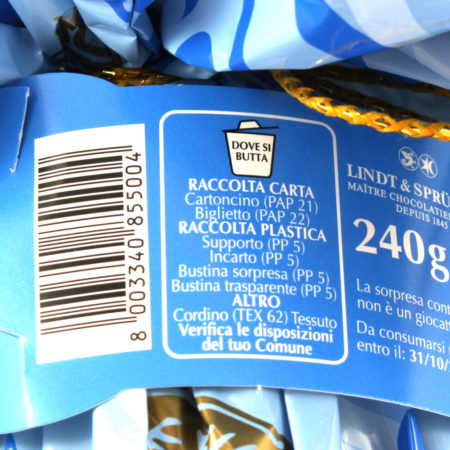 DOVE SI
BUTTA
RACCOLTA CARTA
Cartoncino (PAP 21)
Biglietto (PAP 22)
RACCOLTA PLASTICA
Supporto (PP 5)
Incarto (PP 5)
Bustina sorpresa (PP 5)
Bustina trasparente (PP 5)
ALTRO
Cordino (TEX 62) Tessuto
Verifica le disposizioni
del tuo Comune
8 003340 855004
LINDT & SPRÜ
MAÎTRE CHOCOLATIE
DEPUIS 1845
240g
La sorpresa cont
non è un giocat
Da consumarsi
entro il: 31/10/